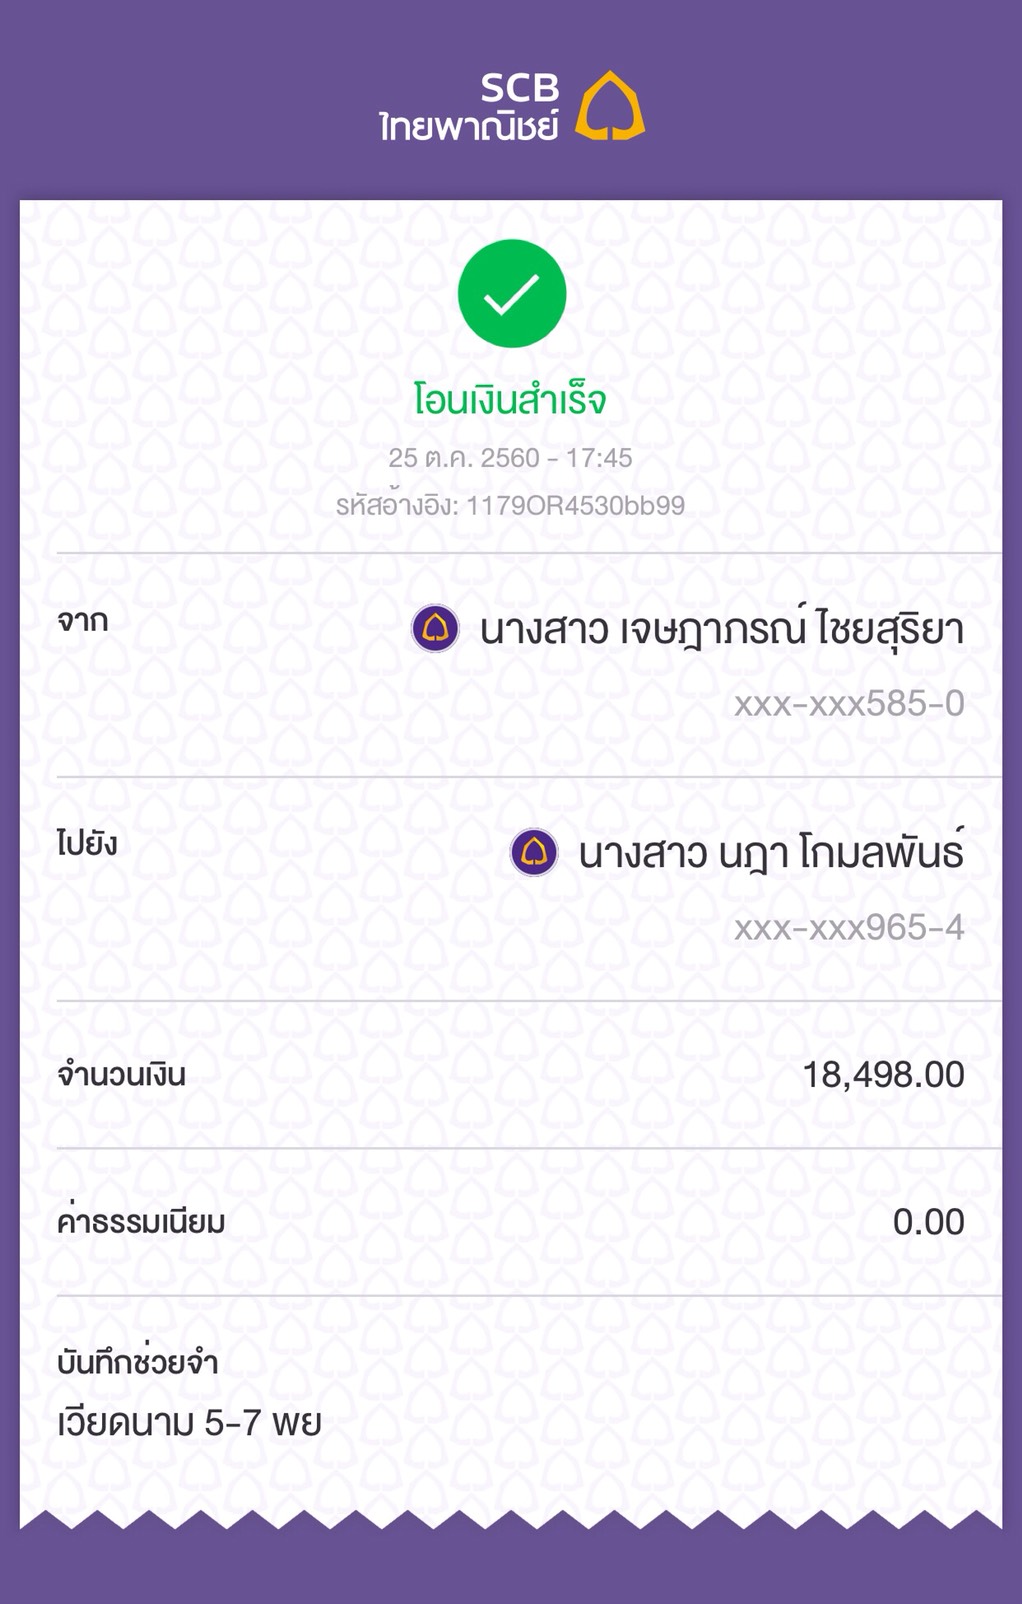 SCB
ไทยพาณิชย์
โอนเงินสำเร็จ
25 ต.ค. 2560 - 17:45
รหัสอ้างอิง: 1179OR4530bb99
จาก
นางสาว เจษฎาภรณ์ ไชยสุริยา
xxx-xxx585-0
ไปยัง
นางสาว นฎา โกมลพันธ์
xxx-xxx965-4
จำนวนเงิน
18,498.00
ค่าธรรมเนียม
0.00
บันทึกช่วยจำ
เวียดนาม 5-7 พย